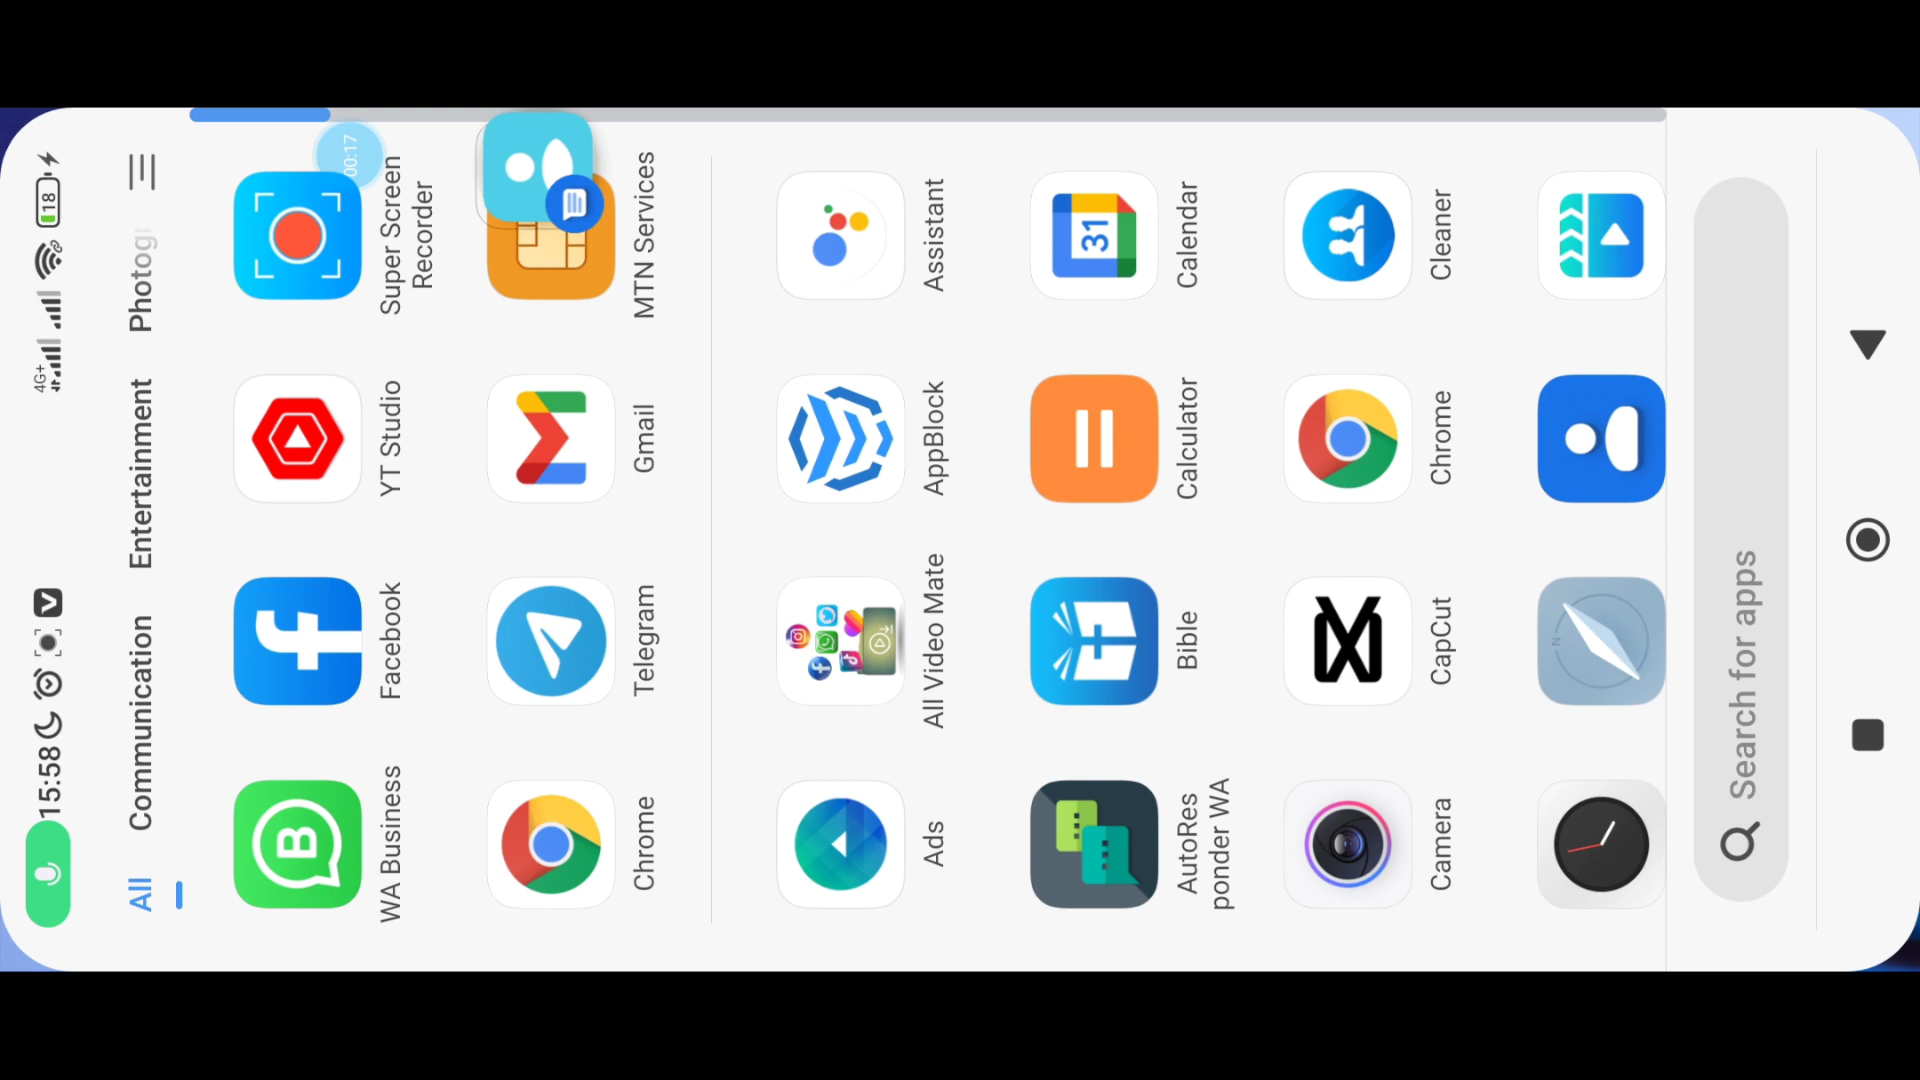 15:58
4G+
18
All Communication Entertainment Photogr
00:17
WA Business
Facebook
YT Studio
Super Screen
Recorder
Chrome
Telegram
Gmail
MTN Services
Ads
All Video Mate
AppBlock
Assistant
AutoRes
ponder WA
Bible
Calculator
31
Calendar
Camera
CapCut
Chrome
Cleaner
N
Search for apps